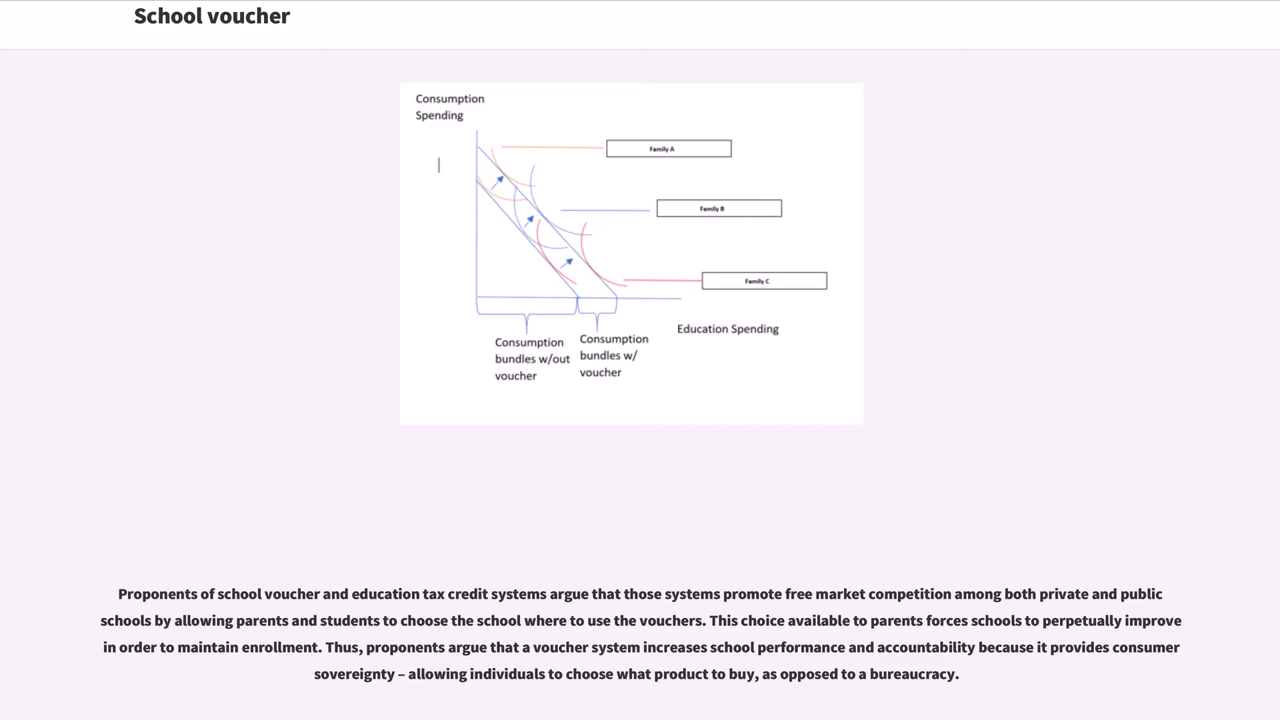 School voucher
Consumption
Spending
Family A
Family B
Family C
Education Spending
Consumption
bundles w/out
voucher
Consumption
bundles w/
voucher
Proponents of school voucher and education tax credit systems argue that those systems promote free market competition among both private and public
schools by allowing parents and students to choose the school where to use the vouchers. This choice available to parents forces schools to perpetually improve
in order to maintain enrollment. Thus, proponents argue that a voucher system increases school performance and accountability because it provides consumer
sovereignty – allowing individuals to choose what product to buy, as opposed to a bureaucracy.